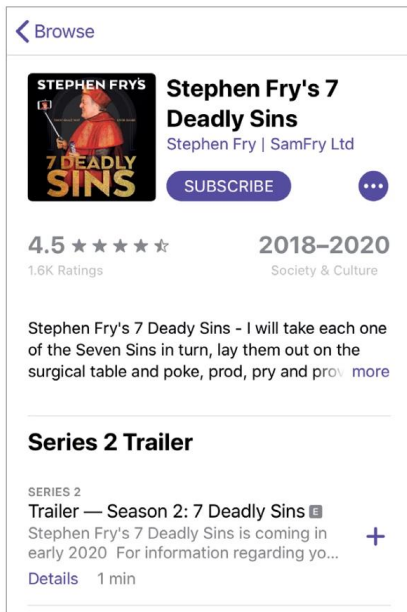 Browse
STEPHEN FRY'S
7 DEADLY
SINS
Stephen Fry's 7
Deadly Sins
Stephen Fry | SamFry Ltd
SUBSCRIBE
4.5
2018–2020
1.6K Ratings
Society & Culture
Stephen Fry's 7 Deady Sins - I will take each one
of the Seven Sins in turn, lay them out on the
surgical table and poke, prod, pry and prov more
Series 2 Trailer
SERIES 2
Trailer — Season 2: 7 Deadly Sins E
Stephen Fry's 7 Deadly Sins is coming in
early 2020 For information regarding yo...
Details 1 min